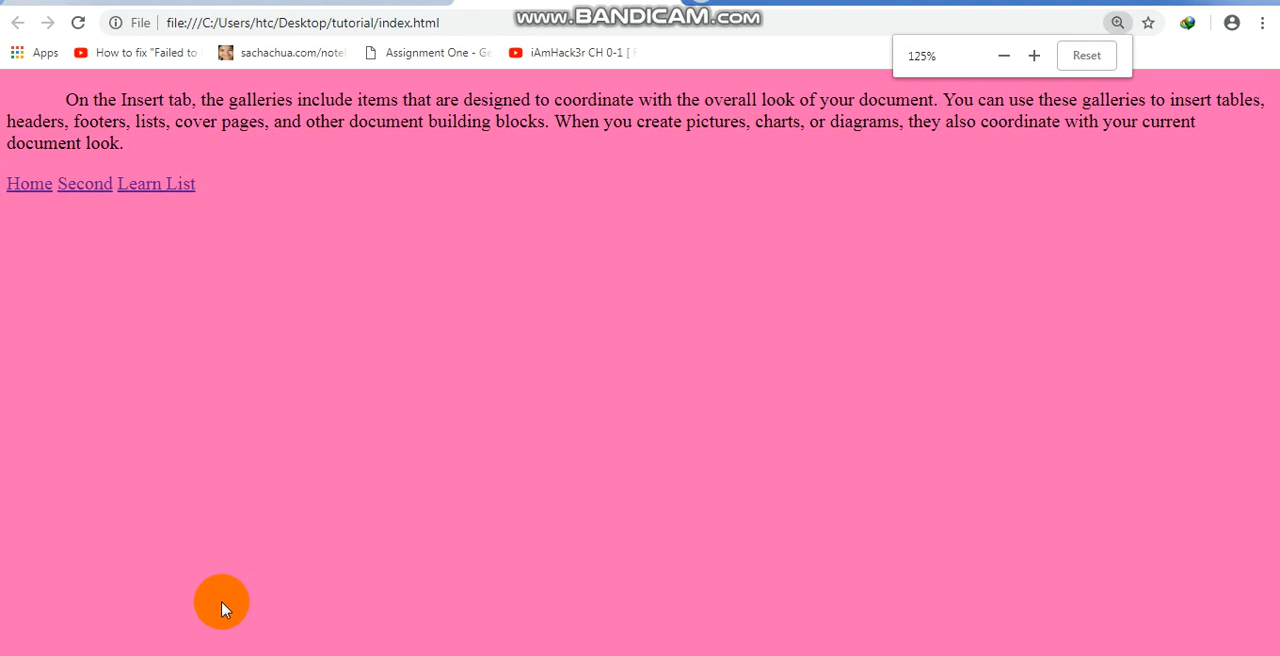 www.BANDICAM.com
File file:///C:/Users/htc/Desktop/tutorial/index.html
Apps How to fix "Failed to sachachua.com/note Assignment One - Ge iAmHack3r CH 0-1 [
125% Reset
On the Insert tab, the galleries include items that are designed to coordinate with the overall look of your document. You can use these galleries to insert tables,
headers, footers, lists, cover pages, and other document building blocks. When you create pictures, charts, or diagrams, they also coordinate with your current
document look.
Home Second Learn List